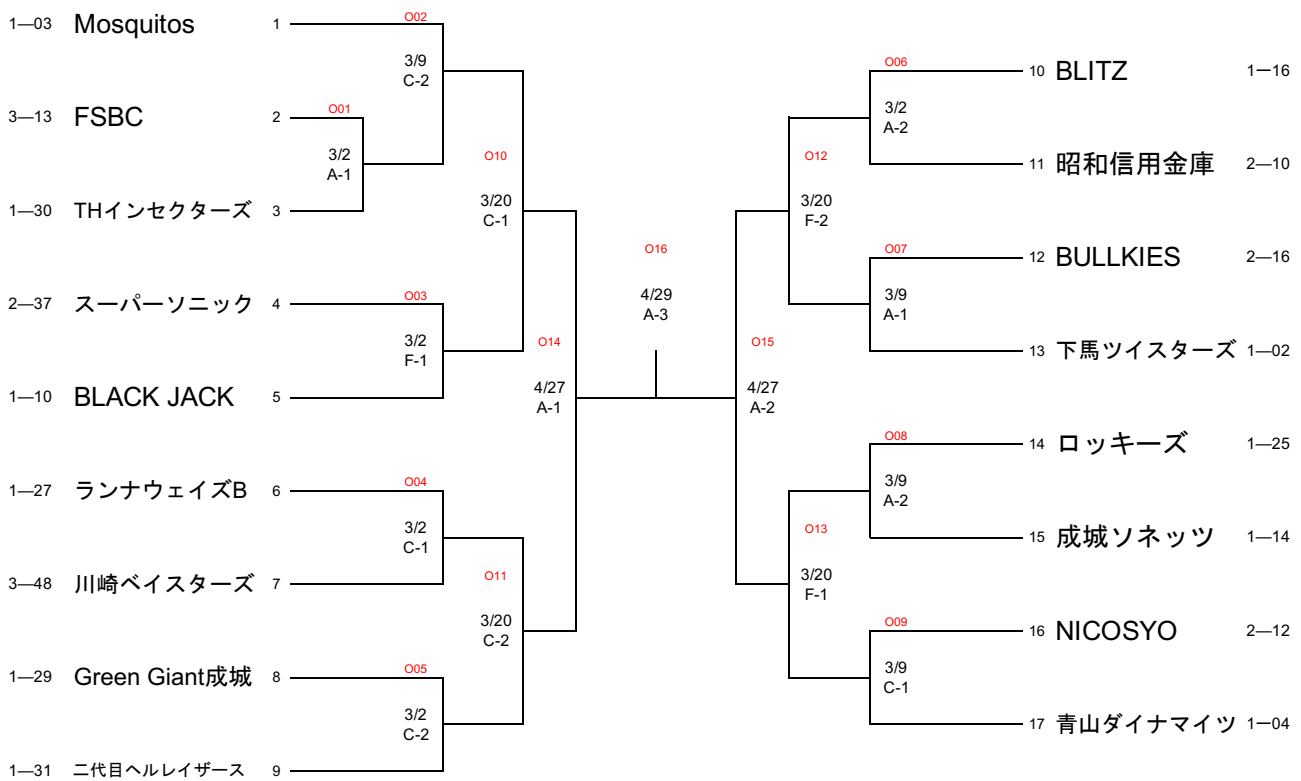 1—03 Mosquitos 1
O02
3/9
C-2
3—13 FSBC 2
O01
3/2
A-1
1—30 THインセクターズ 3
O10
3/20
C-1
2—37 スーパーソニック 4
O03
3/2
F-1
1—10 BLACK JACK 5
O14
4/27
A-1
1—27 ランナウェイズB 6
O04
3/2
C-1
3—48 川崎ベイスターズ 7
O11
3/20
C-2
1—29 Green Giant成城 8
O05
3/2
C-2
1—31 二代目ヘルレイザース 9
O16
4/29
A-3
O06
10 BLITZ 1—16
3/2
A-2
11 昭和信用金庫 2—10
O12
3/20
F-2
O07
12 BULLKIES 2—16
3/9
A-1
13 下馬ツイスターズ 1—02
O15
4/27
A-2
O08
14 ロッキーズ 1—25
3/9
A-2
15 成城ソネッツ 1—14
O13
3/20
F-1
O09
16 NICOSYO 2—12
3/9
C-1
17 青山ダイナマイツ 1—04